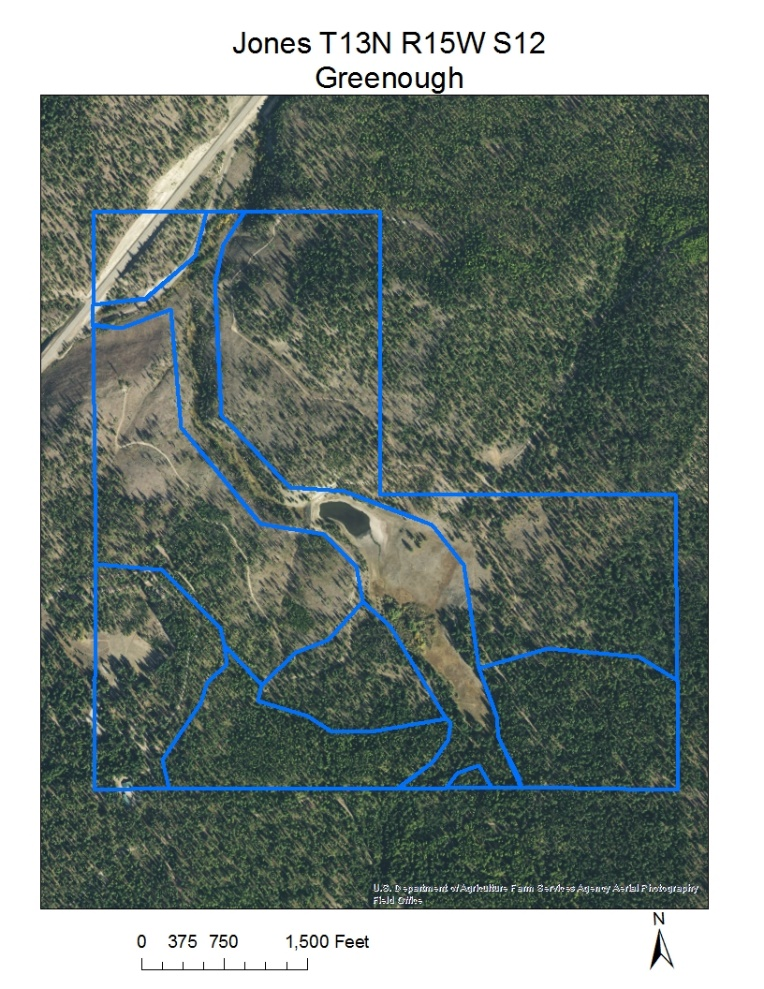 Jones T13N R15W S12
Greenough
U.S. Department of Agriculture Farm Services Agency Aerial Photography
Field Office
N
0 375 750 1,500 Feet